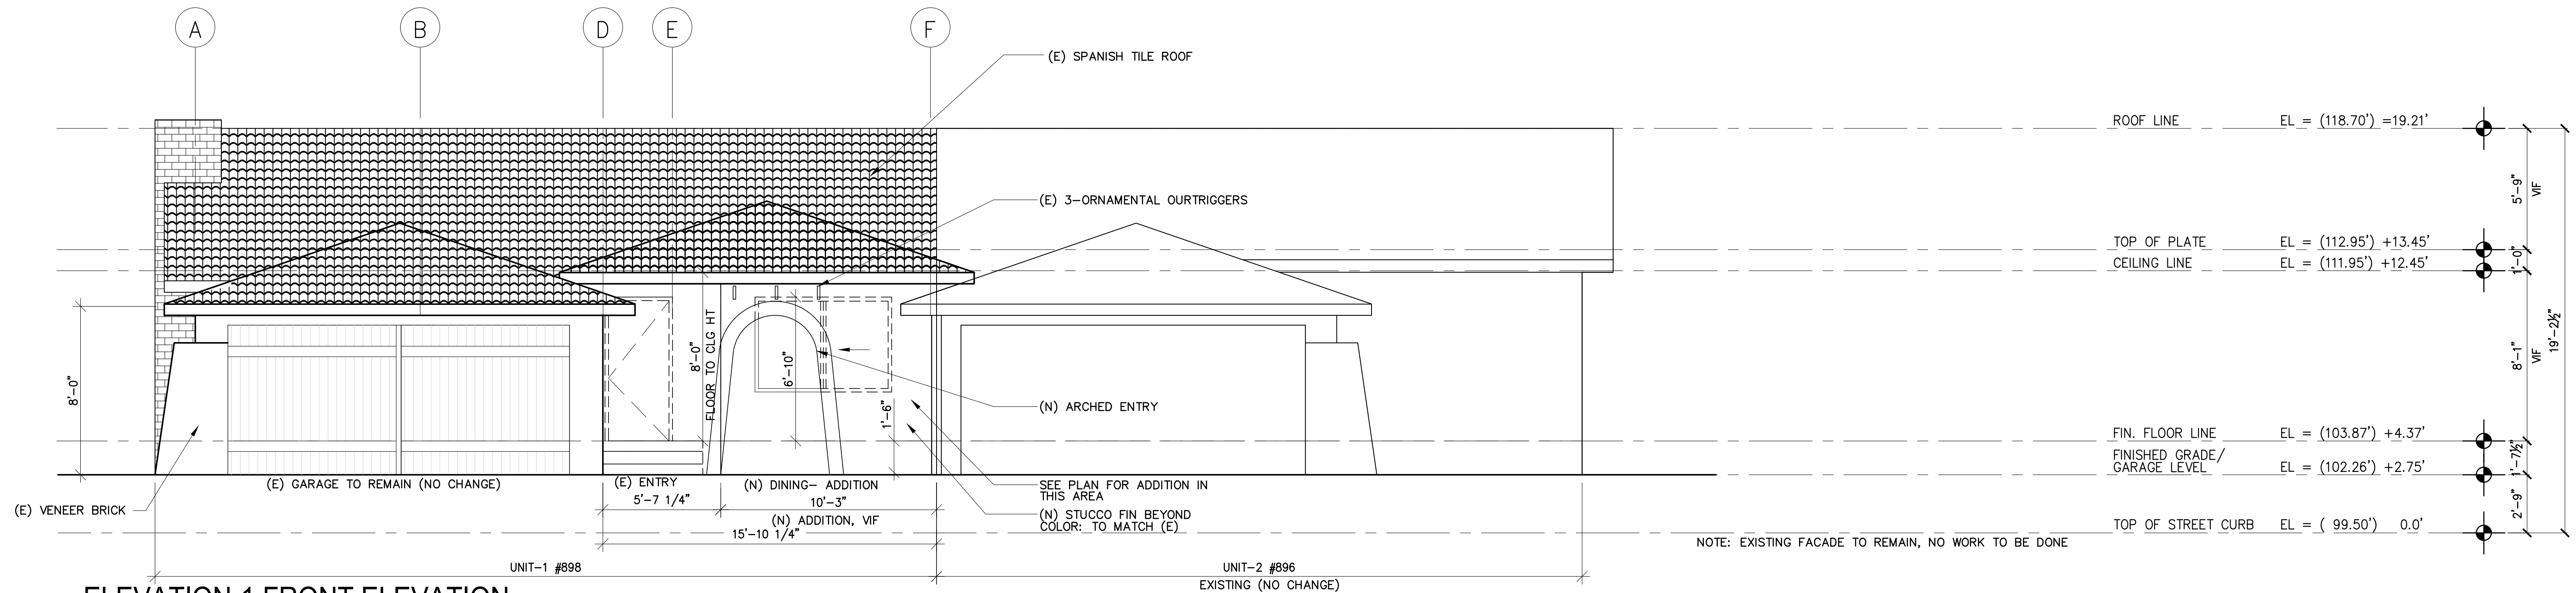 A
B
D
E
F
(E) SPANISH TILE ROOF
(E) 3-ORNAMENTAL OURTRIGGERS
(N) ARCHED ENTRY
SEE PLAN FOR ADDITION IN
THIS AREA
(N) STUCCO FIN BEYOND
COLOR: TO MATCH (E)
(E) VENEER BRICK
8'-0"
(E) GARAGE TO REMAIN (NO CHANGE)
(E) ENTRY
5'-7 1/4"
8'-0"
FLOOR TO CLG HT
6'-10"
1'-6"
(N) DINING- ADDITION
10'-3"
(N) ADDITION, VIF
15'-10 1/4"
UNIT-1 #898
UNIT-2 #896
EXISTING (NO CHANGE)
ROOF LINE EL = (118.70') =19.21'
TOP OF PLATE EL = (112.95') +13.45'
CEILING LINE EL = (111.95') +12.45'
FIN. FLOOR LINE EL = (103.87') +4.37'
FINISHED GRADE/
GARAGE LEVEL EL = (102.26') +2.75'
TOP OF STREET CURB EL = ( 99.50') 0.0'
NOTE: EXISTING FACADE TO REMAIN, NO WORK TO BE DONE
5'-9"
VIF
1'-0"
8'-1"
VIF
1'-7½"
2'-9"
19'-2½"
ELEVATION-1 FRONT ELEVATION